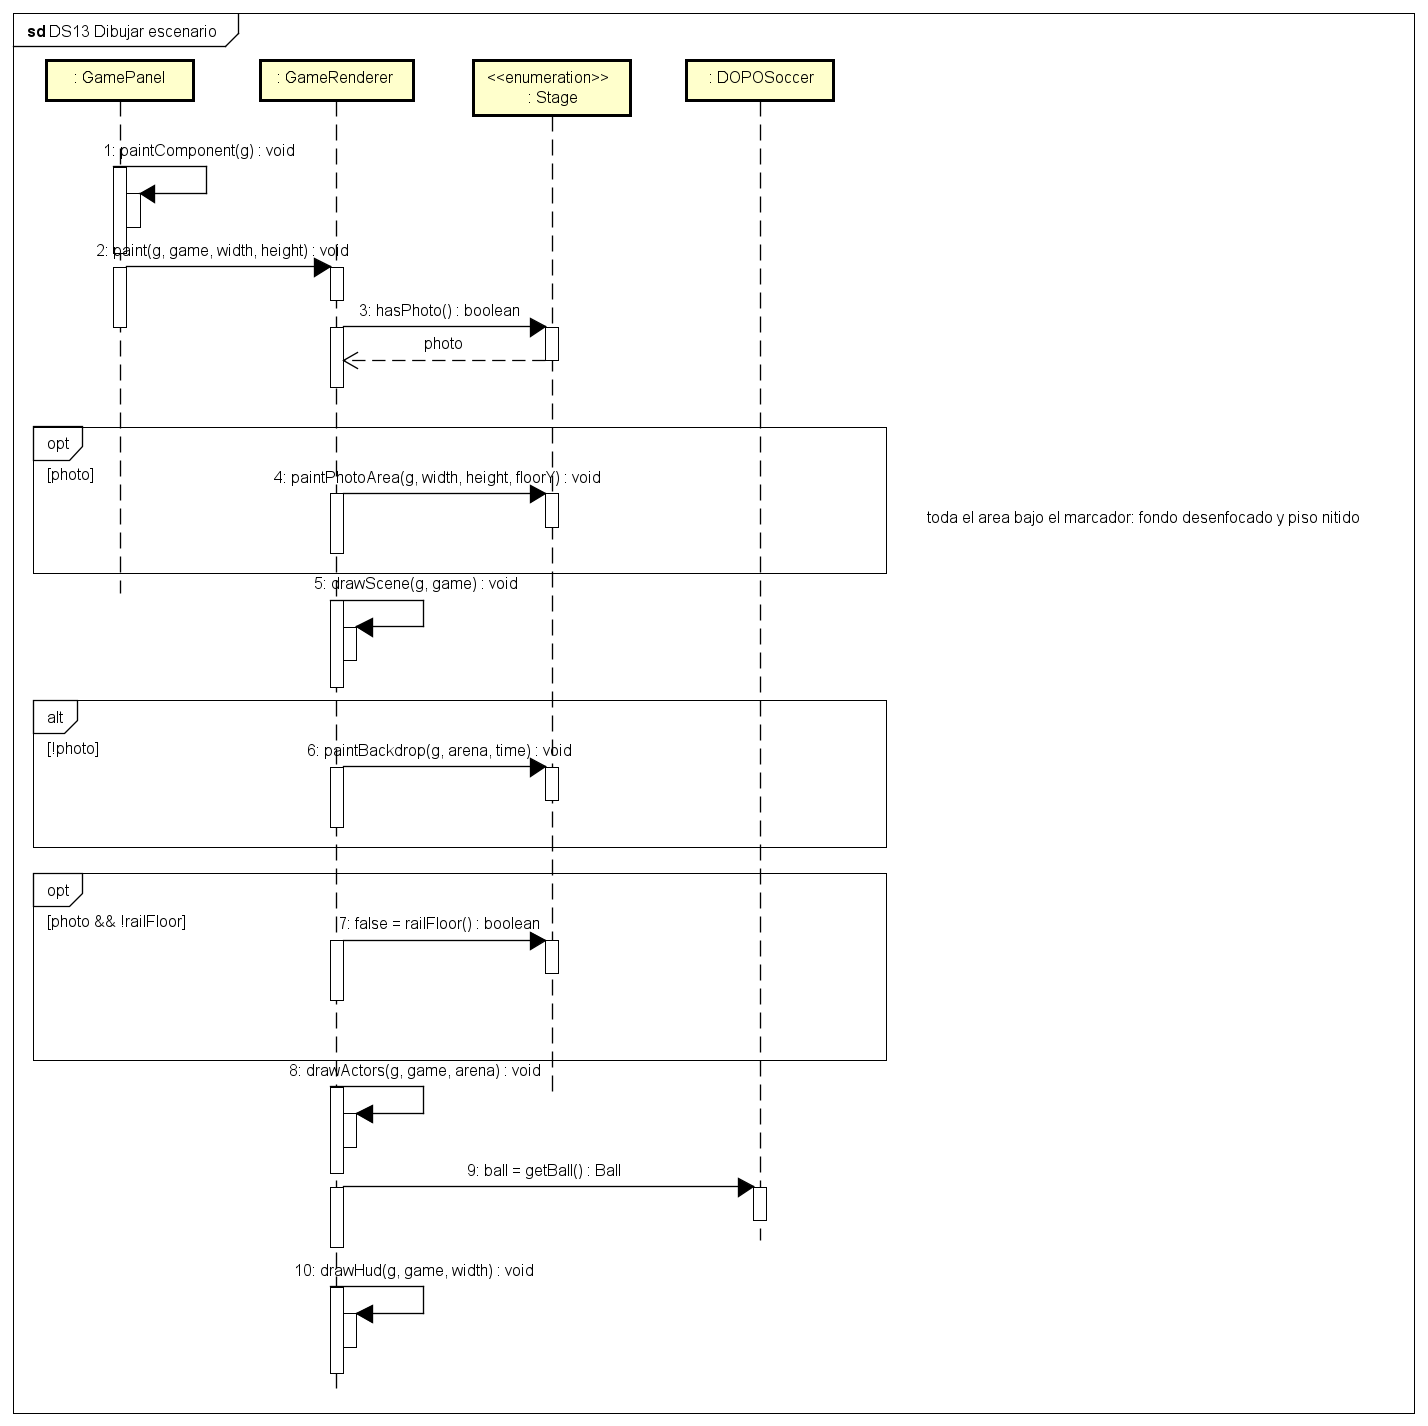 sd DS13 Dibujar escenario
: GamePanel
: GameRenderer
<<enumeration>>
: Stage
: DOPOSoccer
1: paintComponent(g) : void
2: paint(g, game, width, height) : void
3: hasPhoto() : boolean
photo
opt
[photo]
4: paintPhotoArea(g, width, height, floorY) : void
toda el area bajo el marcador: fondo desenfocado y piso nitido
5: drawScene(g, game) : void
alt
[!photo]
6: paintBackdrop(g, arena, time) : void
opt
[photo && !railFloor]
7: false = railFloor() : boolean
8: drawActors(g, game, arena) : void
9: ball = getBall() : Ball
10: drawHud(g, game, width) : void